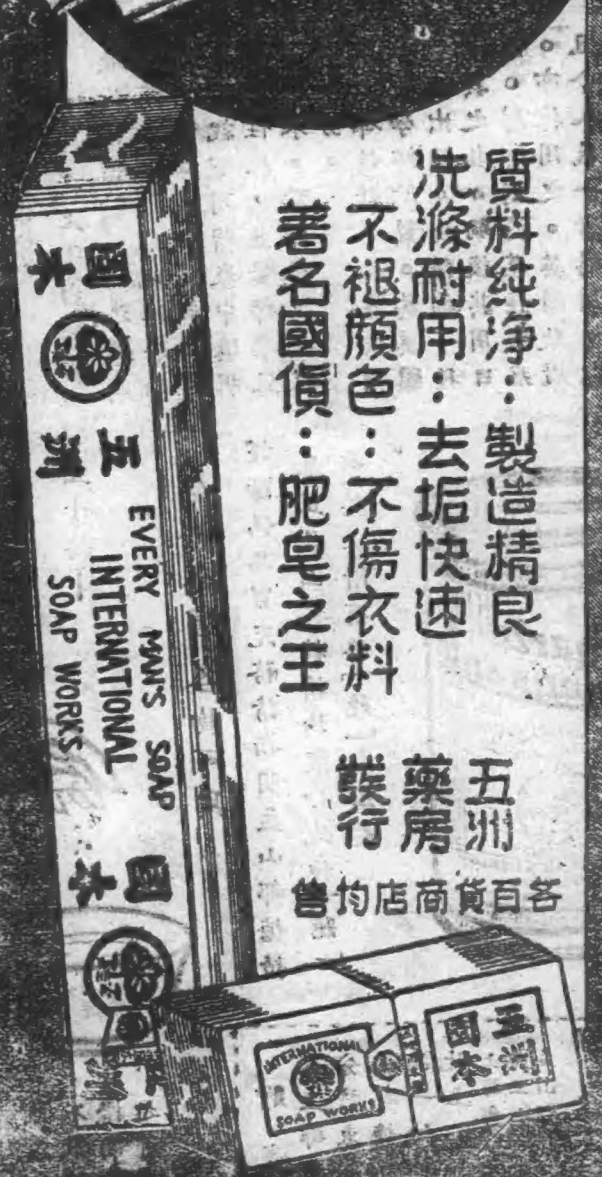 質料純淨：製造精良
洗滌耐用：去垢快速
不褪顏色：不傷衣料
著名國貨：肥皂之王
五洲
藥房
發行
售均店商貨百各
固本
五洲
EVERY MAN'S SOAP
INTERNATIONAL
SOAP WORKS
固本
五洲
INTERNATIONAL
SOAP WORKS
五洲
固本